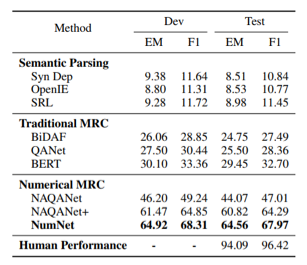 Method Dev Test
EM F1 EM F1
Semantic Parsing
Syn Dep 9.38 11.64 8.51 10.84
OpenIE 8.80 11.31 8.53 10.77
SRL 9.28 11.72 8.98 11.45
Traditional MRC
BiDAF 26.06 28.85 24.75 27.49
QANet 27.50 30.44 25.50 28.36
BERT 30.10 33.36 29.45 32.70
Numerical MRC
NAQANet 46.20 49.24 44.07 47.01
NAQANet+ 61.47 64.85 60.82 64.29
NumNet 64.92 68.31 64.56 67.97
Human Performance - - 94.09 96.42